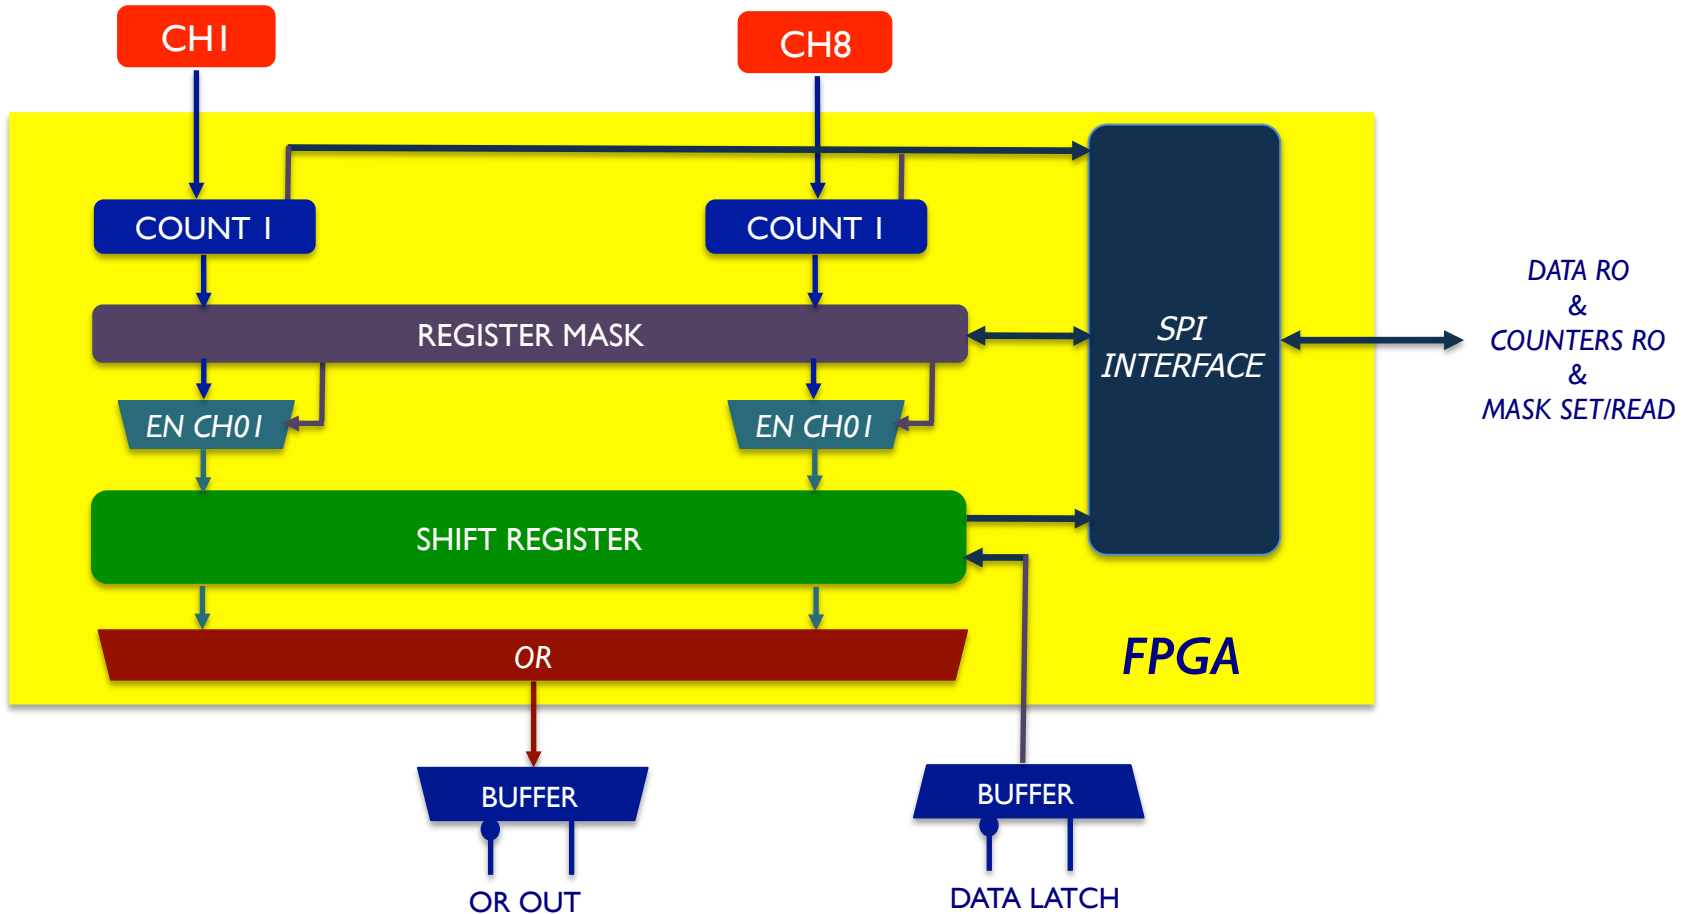 CH1
CH8
COUNT 1
COUNT 1
REGISTER MASK
SPI
INTERFACE
DATA RO
&
COUNTERS RO
&
MASK SET/READ
EN CH01
EN CH01
SHIFT REGISTER
OR
FPGA
BUFFER
BUFFER
OR OUT
DATA LATCH